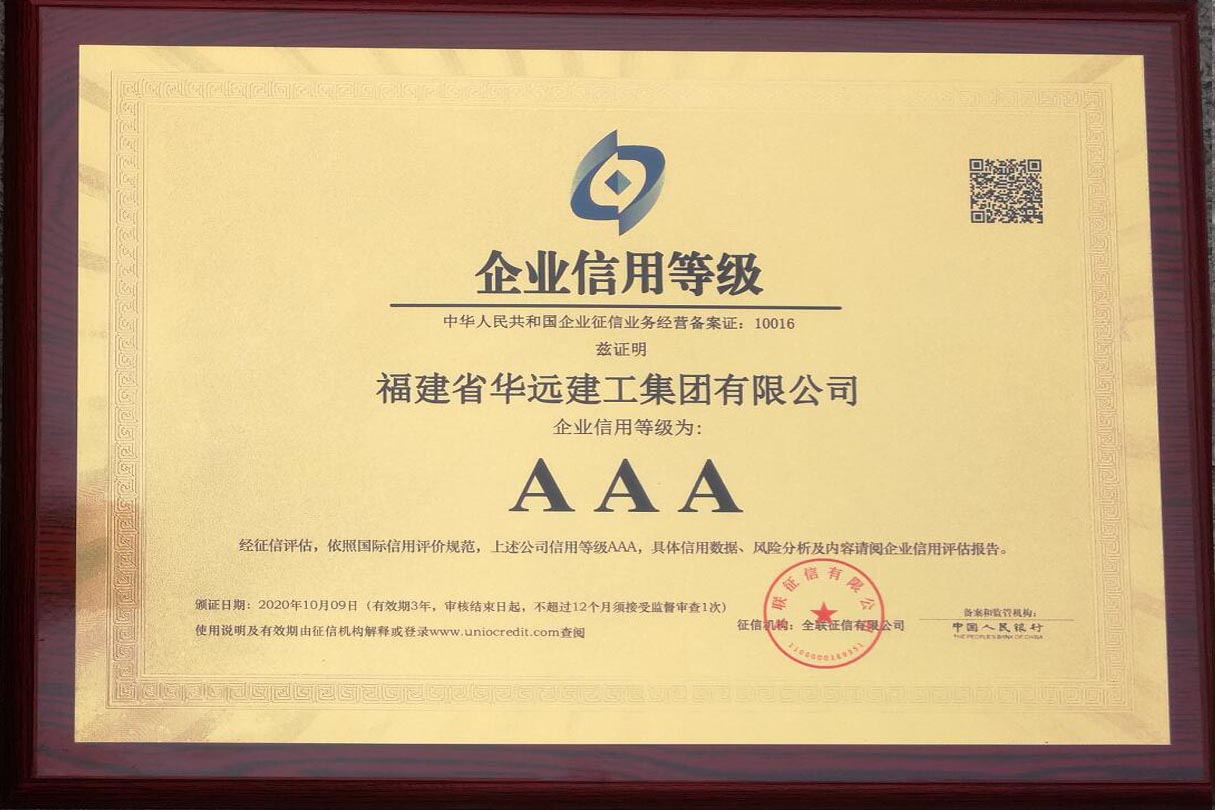 企业信用等级
中华人民共和国企业征信业务经营备案证：10016
兹证明
福建省华远建工集团有限公司
企业信用等级为：
AAA
经征信评估，依照国际信用评价规范，上述公司信用等级AAA，具体信用数据、风险分析及内容请阅企业信用评估报告。
颁证日期：2020年10月09日（有效期3年，审核结束日起，不超过12个月须接受监督审查1次）
使用说明及有效期由征信机构解释或登录www.uniocredit.com查阅
征信机构：全联征信有限公司
联征信有限公
备案和监管机构：
中国人民银行
THE PEOPLE'S BANK OF CHINA